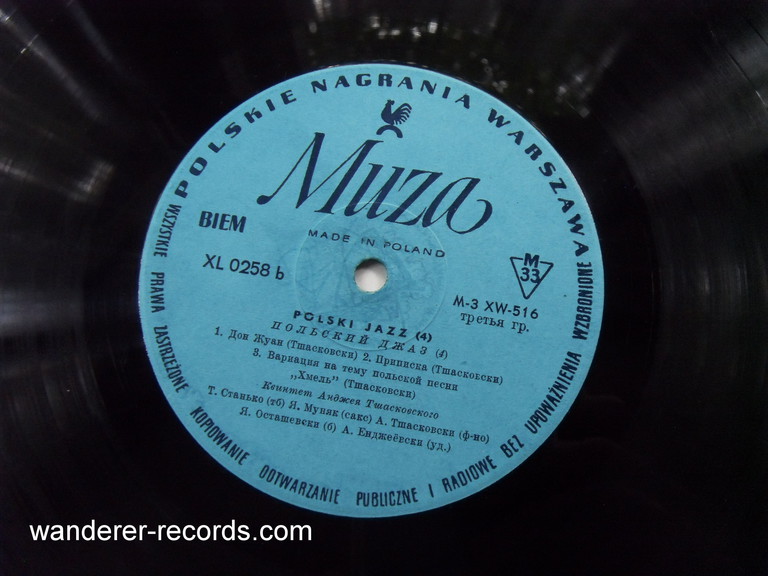 POLSKIE NAGRANIA WARSZAWA
Muza
MADE IN POLAND
BIEM
XL 0258 b
M
33
M-3 XW-516
третья гр.
POLSKI JAZZ (4)
ПОЛЬСКИЙ ДЖАЗ (4)
1. Дон Жуан (Тшасковски) 2. Приписка (Тшасковски)
3. Вариация на тему польской песни
„Хмель" (Тшасковски)
Квинтет Анджея Тшасковского
Т. Станько (тб) Я. Муняк (сакс) А. Тшасковски (ф-но)
Я. Осташевски (б) А. Енджеёвски (уд.)
WSZYSTKIE PRAWA ZASTRZEŻONE KOPIOWANIE ODTWARZANIE PUBLICZNE I RADIOWE BEZ UPOWAŻNIENIA WZBRONIONE
wanderer-records.com